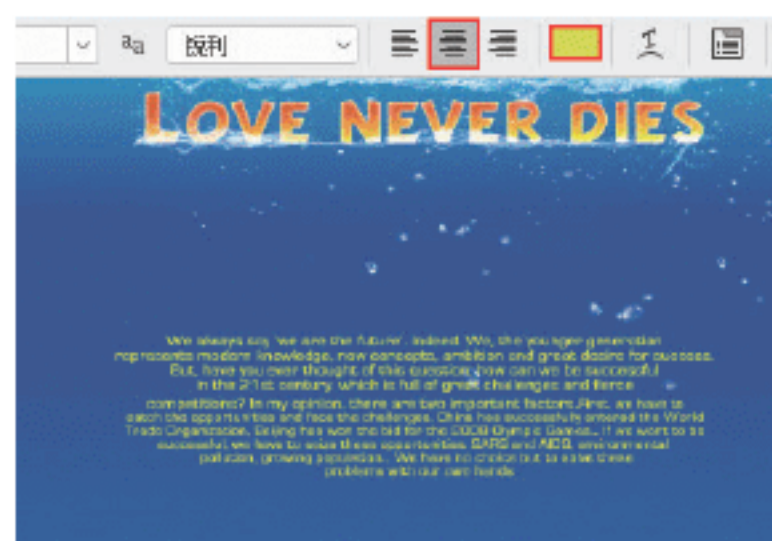 aa 锐利
LOVE NEVER DIES
We always say 'we are the future'. Indeed. We, the younger generation
represents modern knowledge, new concepts, ambition and great desire for success.
But, have you ever thought of this question: how can we be successful
in the 21st century which is full of great challenges and fierce
competitions? In my opinion, there are two important factors.First, we have to
catch the opportunities and face the challenges. China has successfully entered the World
Trade Organization, Beijing has won the bid for the 2008 Olympic Games... If we want to be
successful, we have to seize these opportunities. SARS and AIDS, environmental
pollution, growing population... We have no choice but to solve these
problems with our own hands